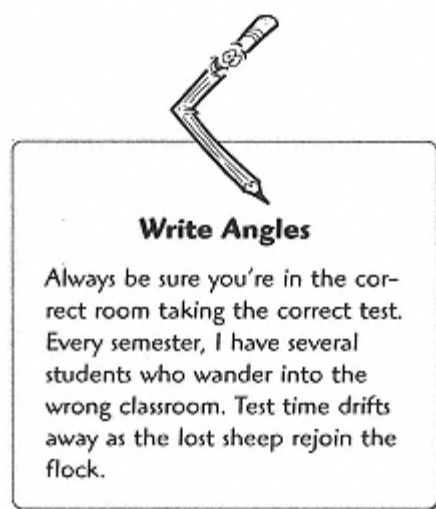 Write Angles
Always be sure you're in the cor-
rect room taking the correct test.
Every semester, I have several
students who wander into the
wrong classroom. Test time drifts
away as the lost sheep rejoin the
flock.